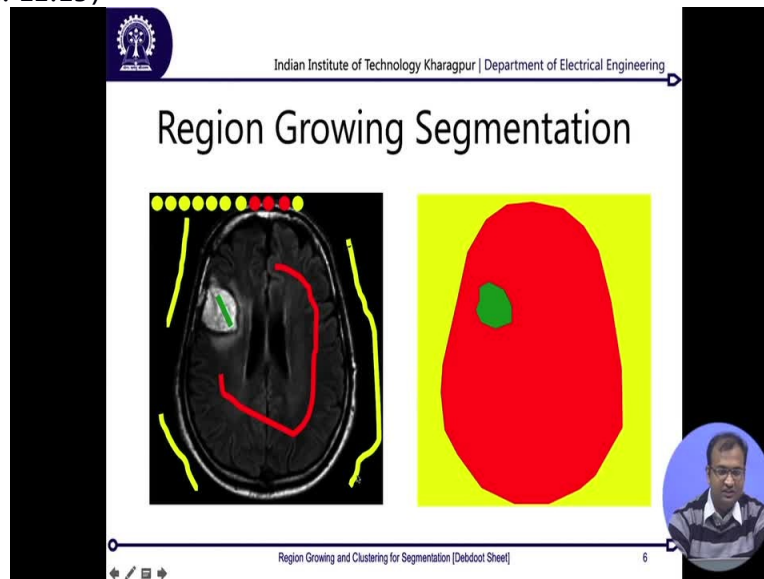 Indian Institute of Technology Kharagpur | Department of Electrical Engineering
Region Growing Segmentation
Region Growing and Clustering for Segmentation [Debdoot Sheet]
6